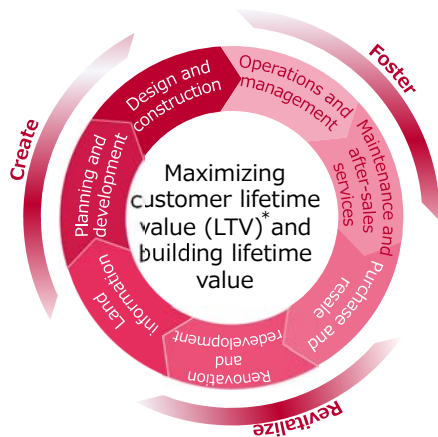 Create
Foster
Revitalize
Design and
construction
Operations and
management
Maintenance and
after-sales
services
Purchase and
resale
Renovation
and
redevelopment
Land
information
Planning and
development
Maximizing
customer lifetime
value (LTV)* and
building lifetime
value